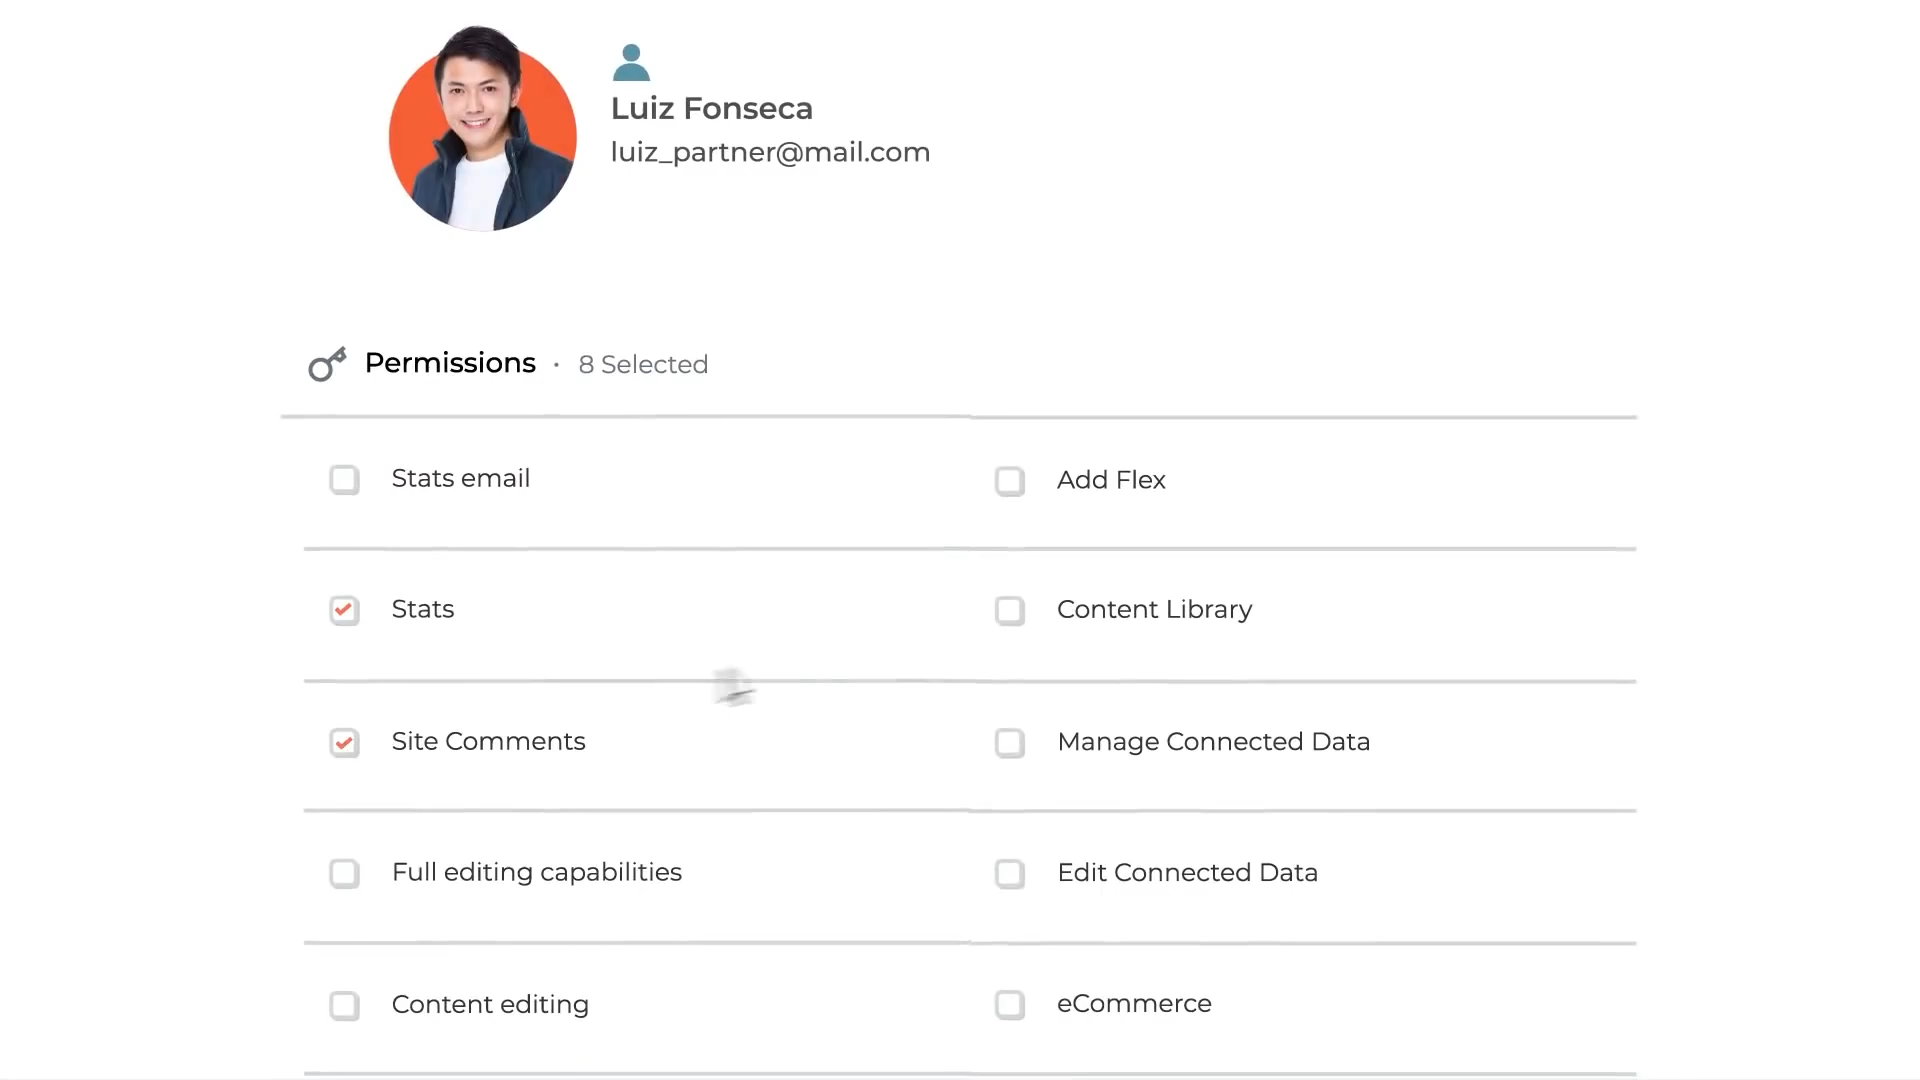 Luiz Fonseca
luiz_partner@mail.com
Permissions · 8 Selected
Stats email
Add Flex
Stats
Content Library
Site Comments
Manage Connected Data
Full editing capabilities
Edit Connected Data
Content editing
eCommerce